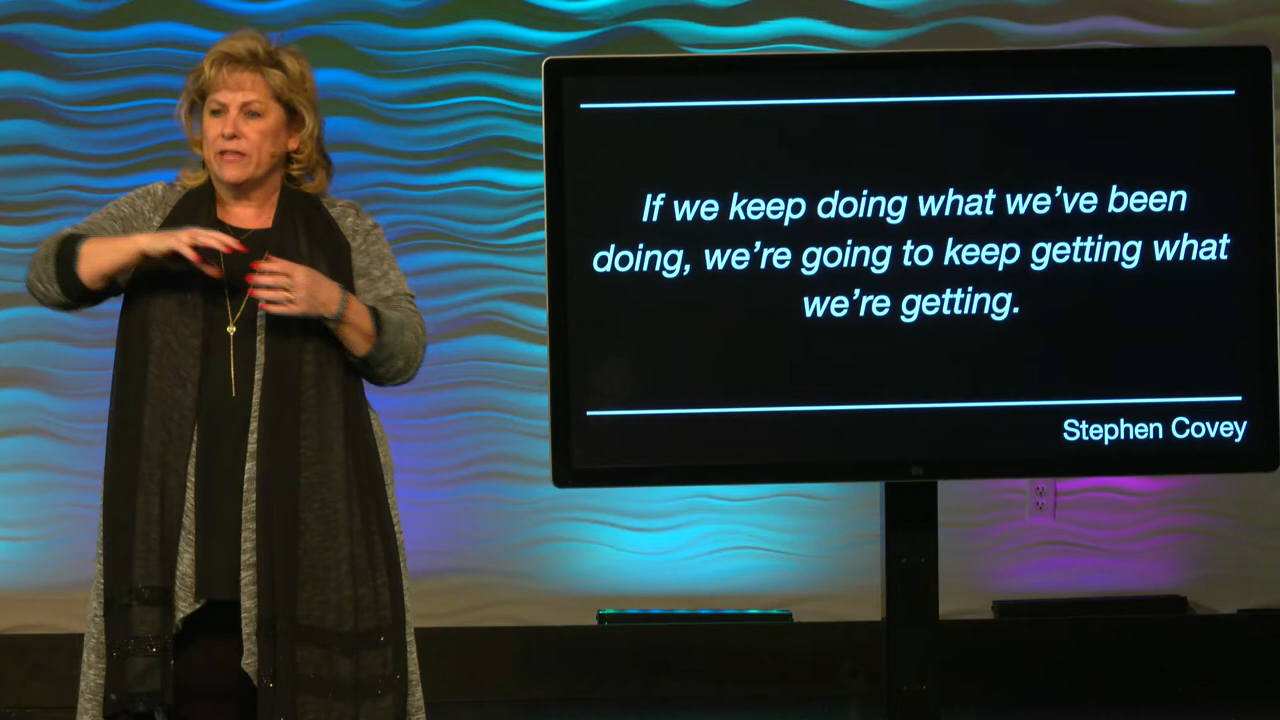 If we keep doing what we've been
doing, we're going to keep getting what
we're getting.
Stephen Covey